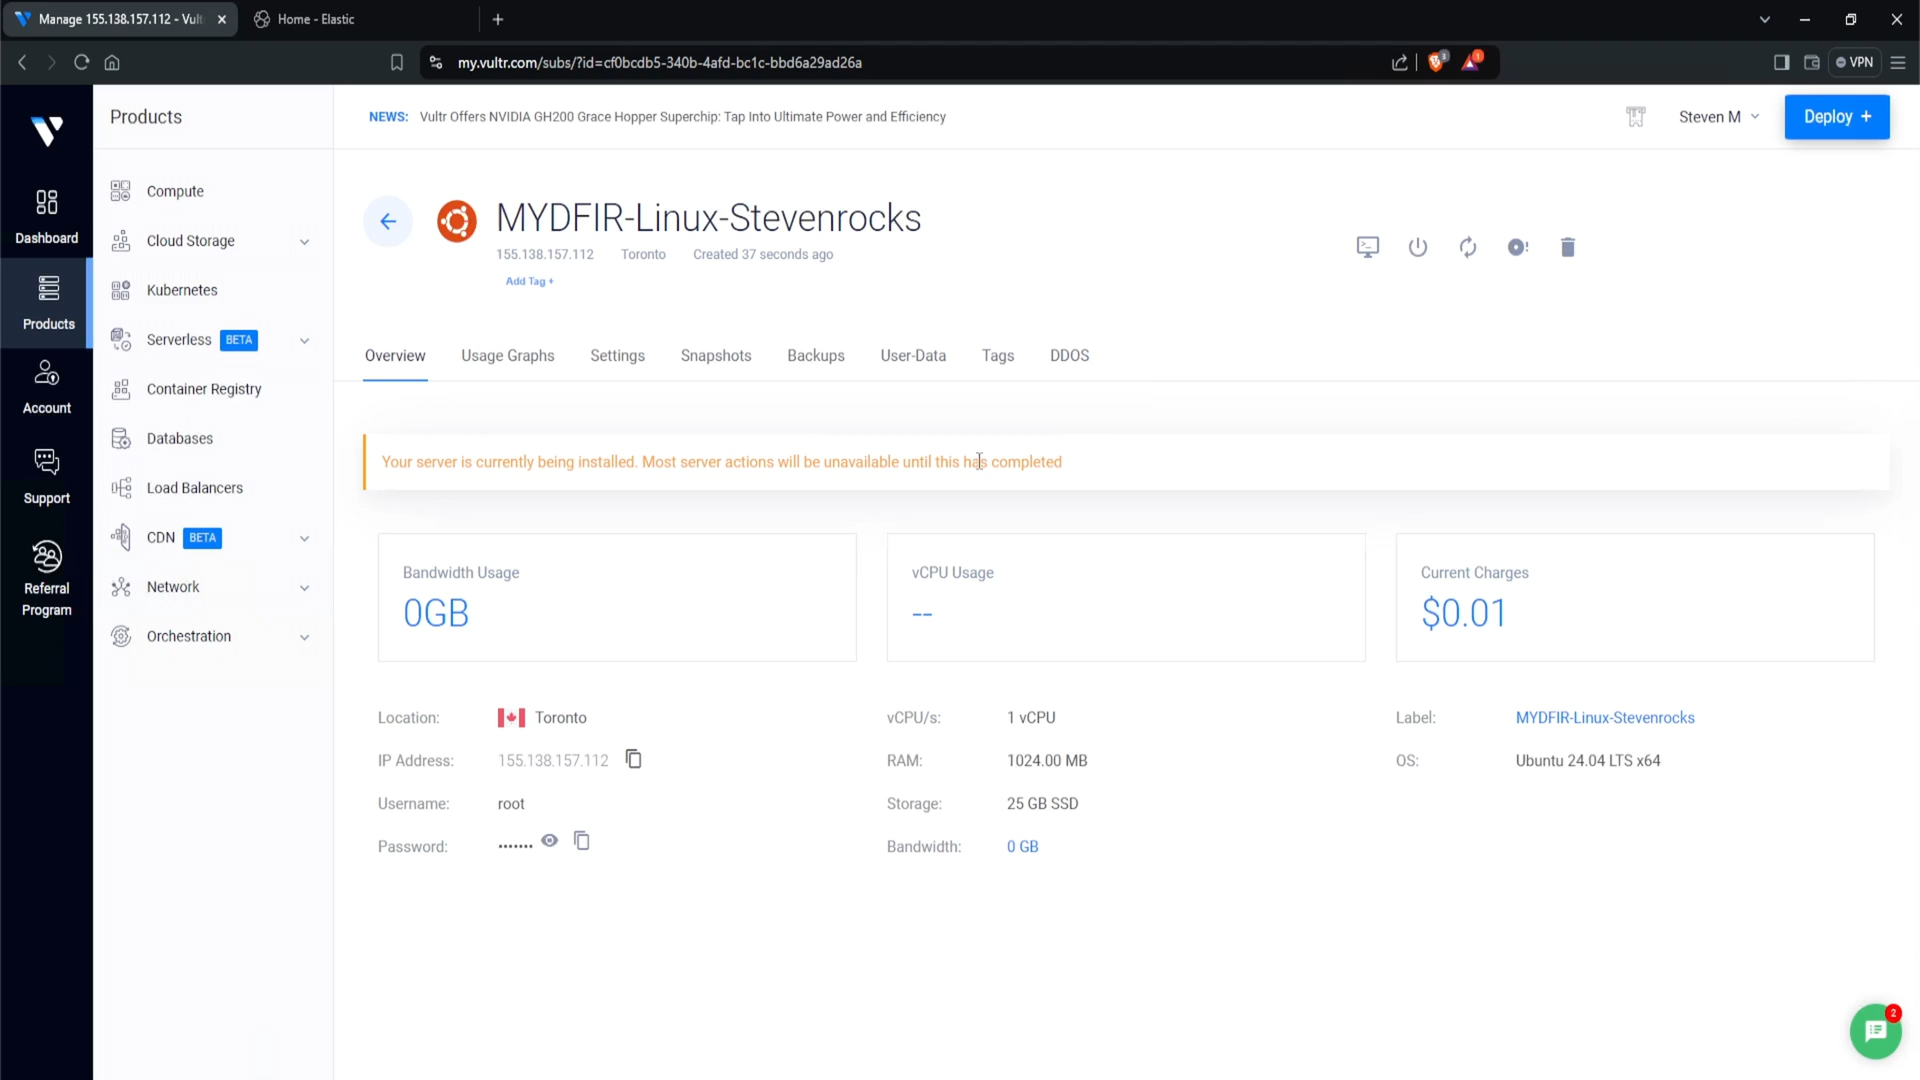 Manage 155.138.157.112 - Vult
Home - Elastic
my.vultr.com/subs/?id=cf0bcdb5-340b-4afd-bc1c-bbd6a29ad26a
3
1
VPN
Products
NEWS: Vultr Offers NVIDIA GH200 Grace Hopper Superchip: Tap Into Ultimate Power and Efficiency
Steven M
Deploy +
Dashboard
Products
Account
Support
Referral
Program
Compute
Cloud Storage
Kubernetes
Serverless BETA
Container Registry
Databases
Load Balancers
CDN BETA
Network
Orchestration
MYDFIR-Linux-Stevenrocks
155.138.157.112 Toronto Created 37 seconds ago
Add Tag +
Overview Usage Graphs Settings Snapshots Backups User-Data Tags DDOS
Your server is currently being installed. Most server actions will be unavailable until this has completed
Bandwidth Usage
0GB
vCPU Usage
--
Current Charges
$0.01
Location: Toronto
IP Address: 155.138.157.112
Username: root
Password: •••••••
vCPU/s: 1 vCPU
RAM: 1024.00 MB
Storage: 25 GB SSD
Bandwidth: 0 GB
Label: MYDFIR-Linux-Stevenrocks
OS: Ubuntu 24.04 LTS x64
2